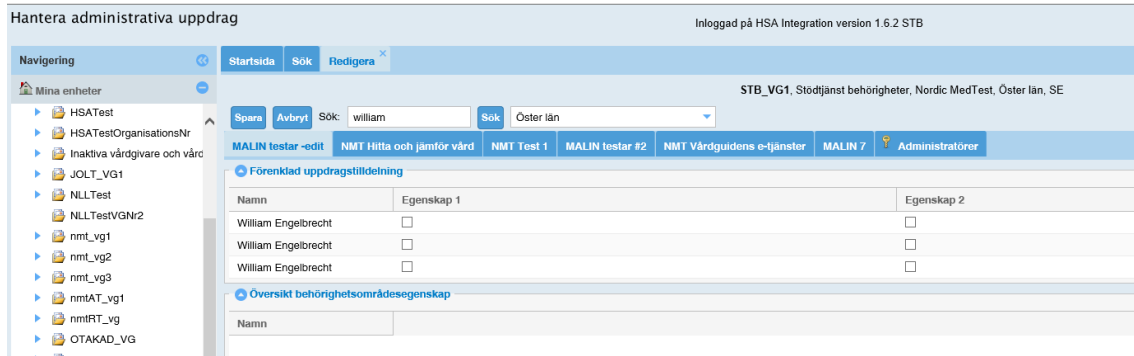 Hantera administrativa uppdrag
Inloggad på HSA Integration version 1.6.2 STB
Navigering
Mina enheter
HSATest
HSATestOrganisationsNr
Inaktiva vårdgivare och vård
JOLT_VG1
NLLTest
NLLTestVGNr2
nmt_vg1
nmt_vg2
nmt_vg3
nmtAT_vg1
nmtRT_vg
OTAKAD_VG
Startsida Sök Redigera
STB_VG1, Stödtjänst behörigheter, Nordic MedTest, Öster län, SE
Spara Avbryt Sök: william Sök Öster län
MALIN testar -edit NMT Hitta och jämför vård NMT Test 1 MALIN testar #2 NMT Vårdguidens e-tjänster MALIN 7 Administratörer
Förenklad uppdragstilldelning
Namn Egenskap 1 Egenskap 2
William Engelbrecht
William Engelbrecht
William Engelbrecht
Översikt behörighetsområdesegenskap
Namn